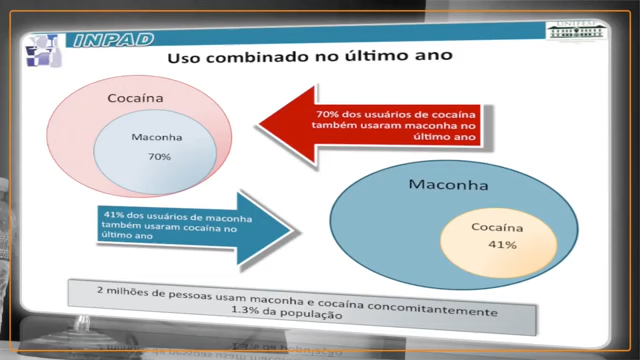 INPAD
UNIFESP
Uso combinado no último ano
Cocaína
Maconha
70%
70% dos usuários de cocaína
também usaram maconha no
último ano
41% dos usuários de maconha
também usaram cocaína no
último ano
Maconha
Cocaína
41%
2 milhões de pessoas usam maconha e cocaína concomitantemente
1.3% da população